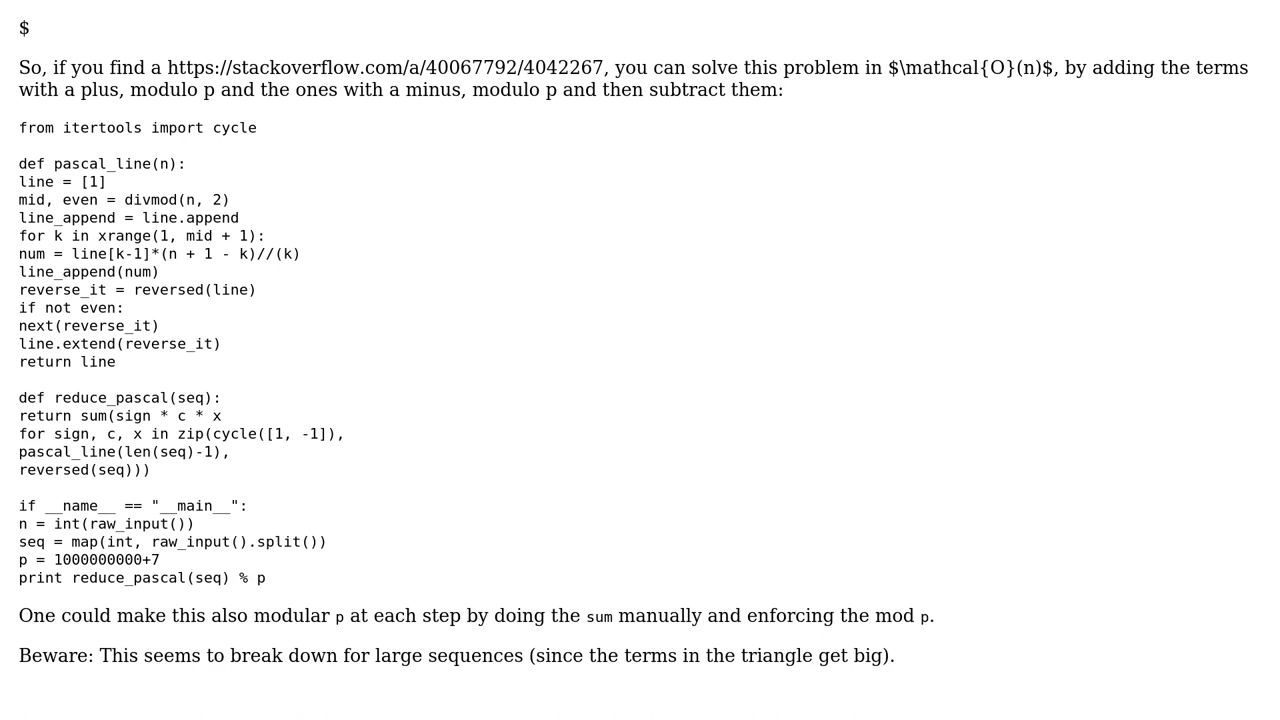 $
So, if you find a https://stackoverflow.com/a/40067792/4042267, you can solve this problem in $\mathcal{O}(n)$, by adding the terms
with a plus, modulo p and the ones with a minus, modulo p and then subtract them:
from itertools import cycle
def pascal_line(n):
line = [1]
mid, even = divmod(n, 2)
line_append = line.append
for k in xrange(1, mid + 1):
num = line[k-1]*(n + 1 - k)//(k)
line_append(num)
reverse_it = reversed(line)
if not even:
next(reverse_it)
line.extend(reverse_it)
return line
def reduce_pascal(seq):
return sum(sign * c * x
for sign, c, x in zip(cycle([1, -1]),
pascal_line(len(seq)-1),
reversed(seq)))
if __name__ == "__main__":
n = int(raw_input())
seq = map(int, raw_input().split())
p = 1000000000+7
print reduce_pascal(seq) % p
One could make this also modular p at each step by doing the sum manually and enforcing the mod p.
Beware: This seems to break down for large sequences (since the terms in the triangle get big).